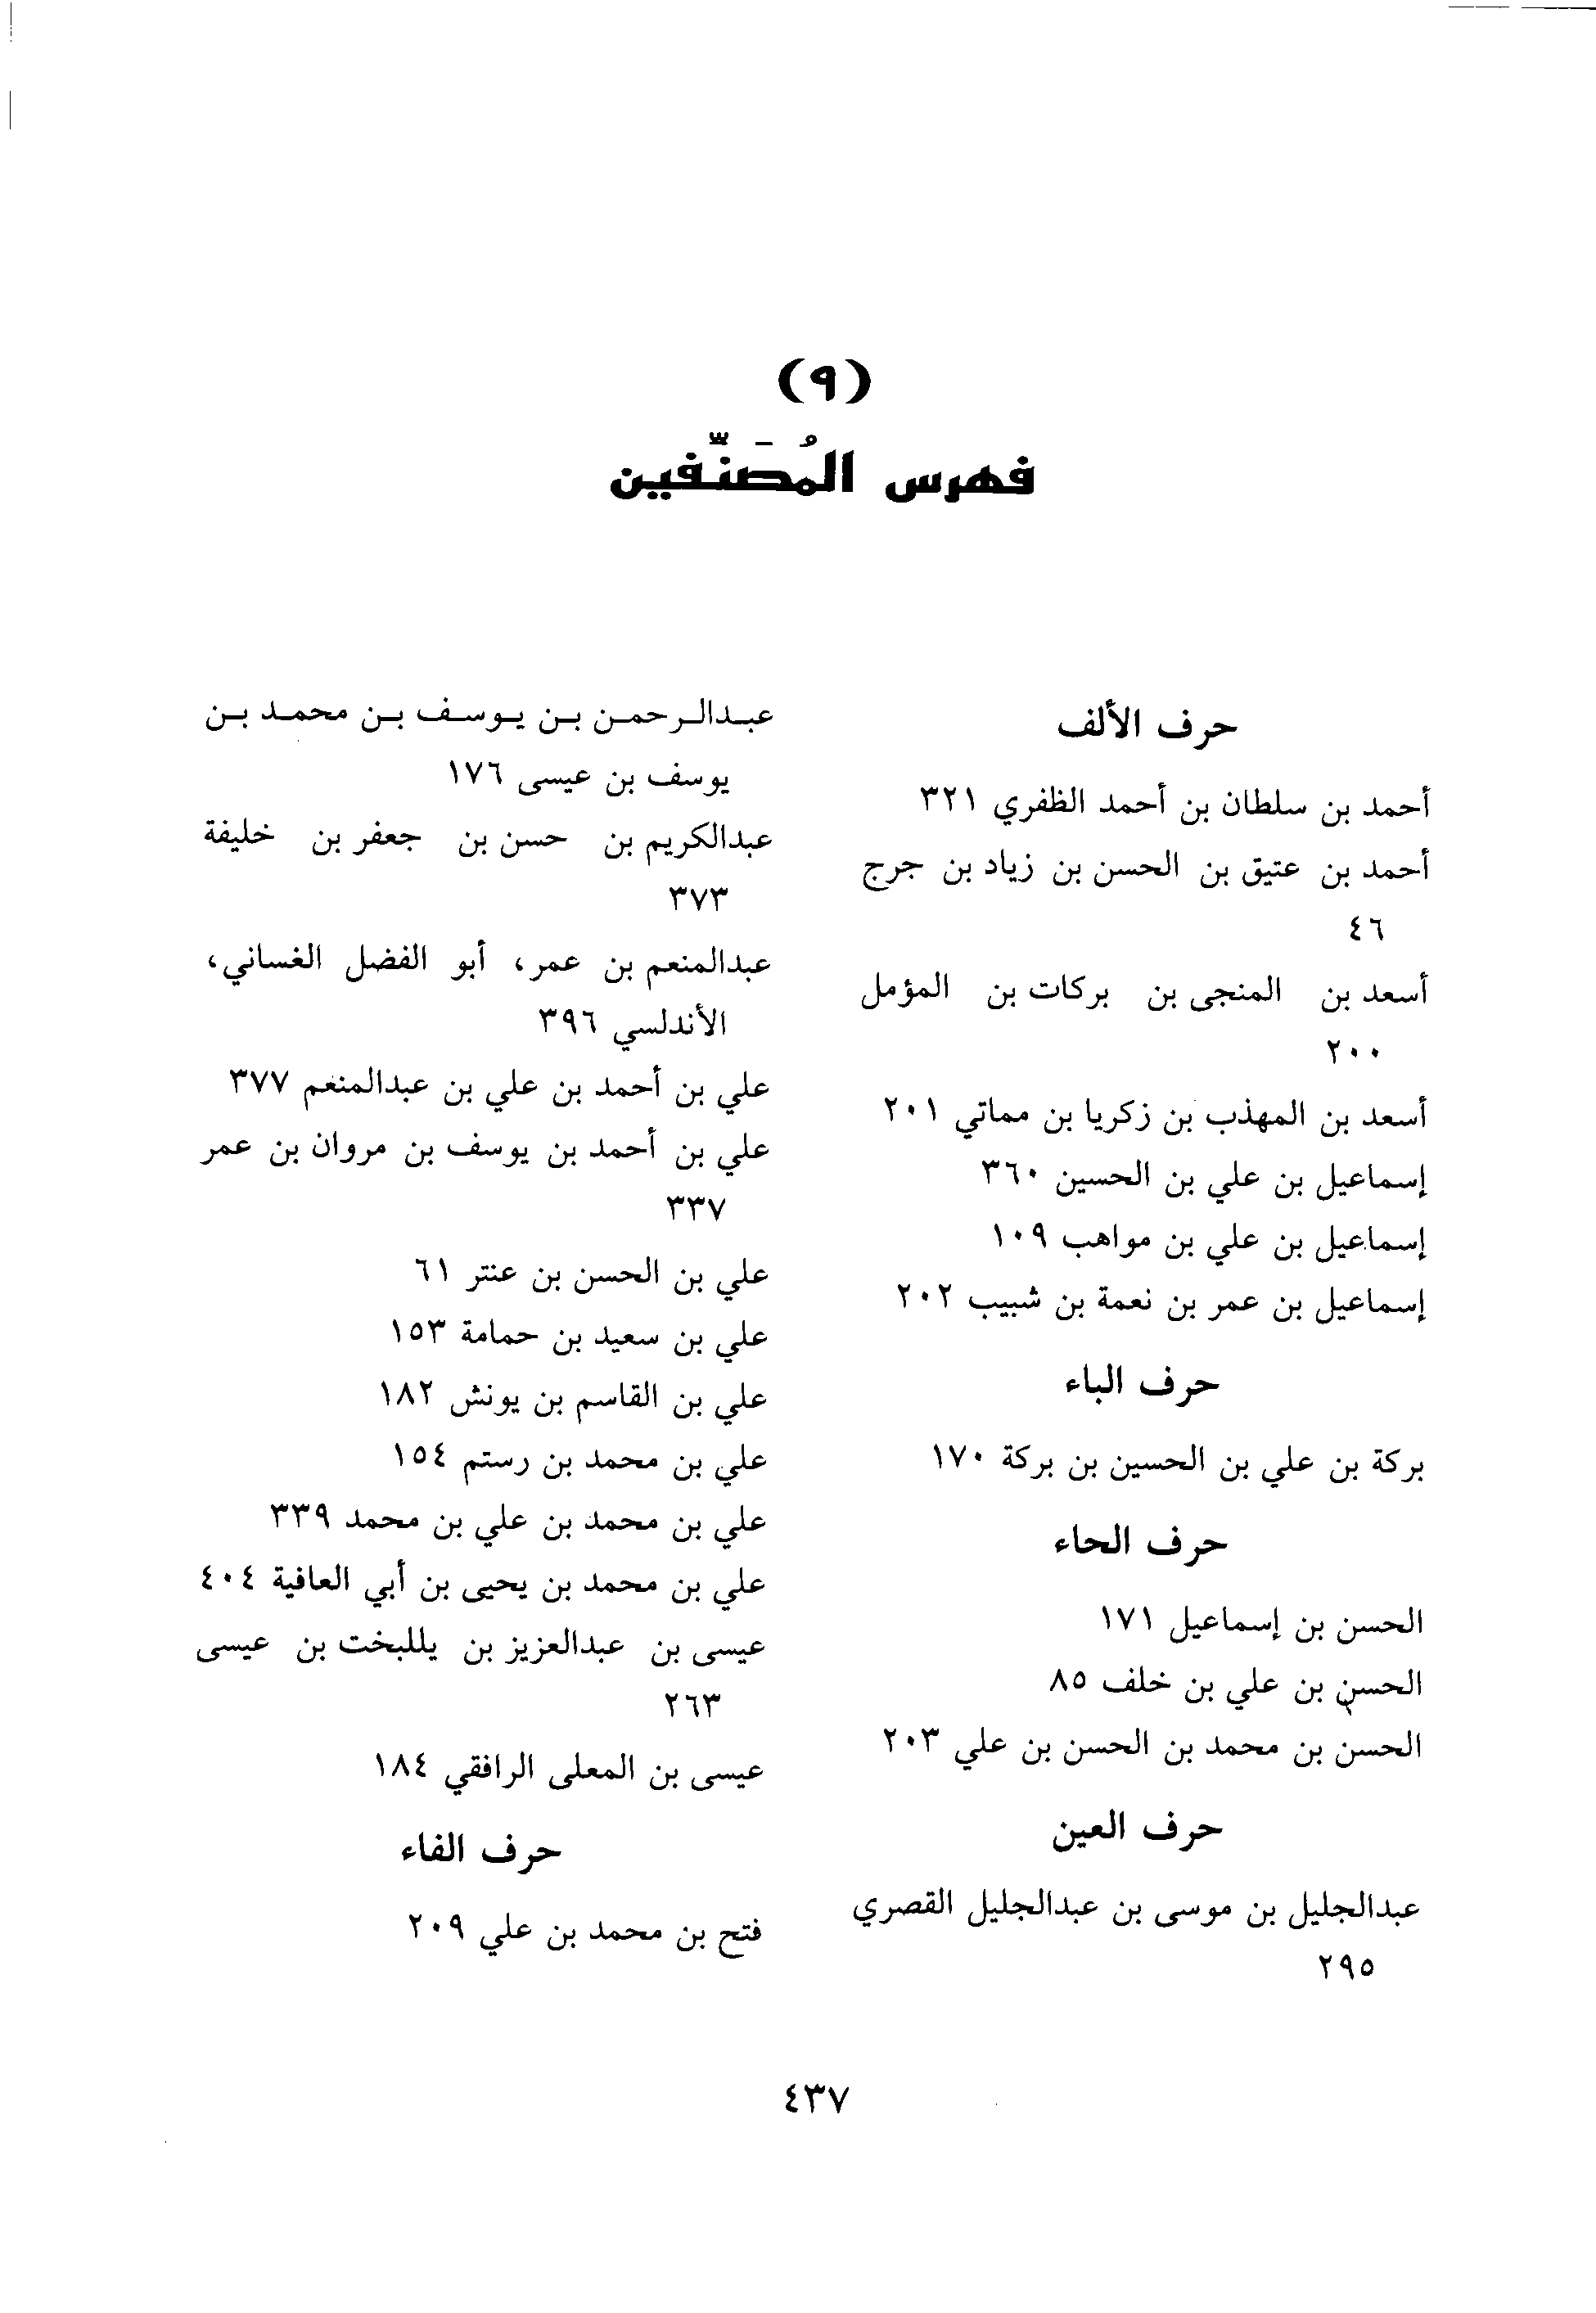 (٩)
فهرس المُصَنِّفين
حرف الألف
أحمد بن سلطان بن أحمد الظفري ٣٢١
أحمد بن عتيق بن الحسن بن زياد بن جرج
٤٦
أسعد بن المنجى بن بركات بن المؤمل
٢٠٠
أسعد بن المهذب بن زكريا بن مماتي ٢٠١
إسماعيل بن علي بن الحسين ٣٦٠
إسماعيل بن علي بن مواهب ١٠٩
إسماعيل بن عمر بن نعمة بن شبيب ٢٠٢
حرف الباء
بركة بن علي بن الحسين بن بركة ١٧٠
حرف الحاء
الحسن بن إسماعيل ١٧١
الحسن بن علي بن خلف ٨٥
الحسن بن محمد بن الحسن بن علي ٢٠٣
حرف العين
عبدالجليل بن موسى بن عبدالجليل القصري
٢٩٥
عبدالرحمن بن يوسف بن محمد بن
يوسف بن عيسى ١٧٦
عبدالكريم بن حسن بن جعفر بن خليفة
٣٧٣
عبدالمنعم بن عمر، أبو الفضل الغساني،
الأندلسي ٣٩٦
علي بن أحمد بن علي بن عبدالمنعم ٣٧٧
علي بن أحمد بن يوسف بن مروان بن عمر
٣٣٧
علي بن الحسن بن عنتر ٦١
علي بن سعيد بن حمامة ١٥٣
علي بن القاسم بن يونش ١٨٢
علي بن محمد بن رستم ١٥٤
علي بن محمد بن علي بن محمد ٣٣٩
علي بن محمد بن يحيى بن أبي العافية ٤٠٤
عيسى بن عبدالعزيز بن يللبخت بن عيسى
٢٦٣
عيسى بن المعلى الرافقي ١٨٤
حرف الفاء
فتح بن محمد بن علي ٢٠٩
٤٣٧